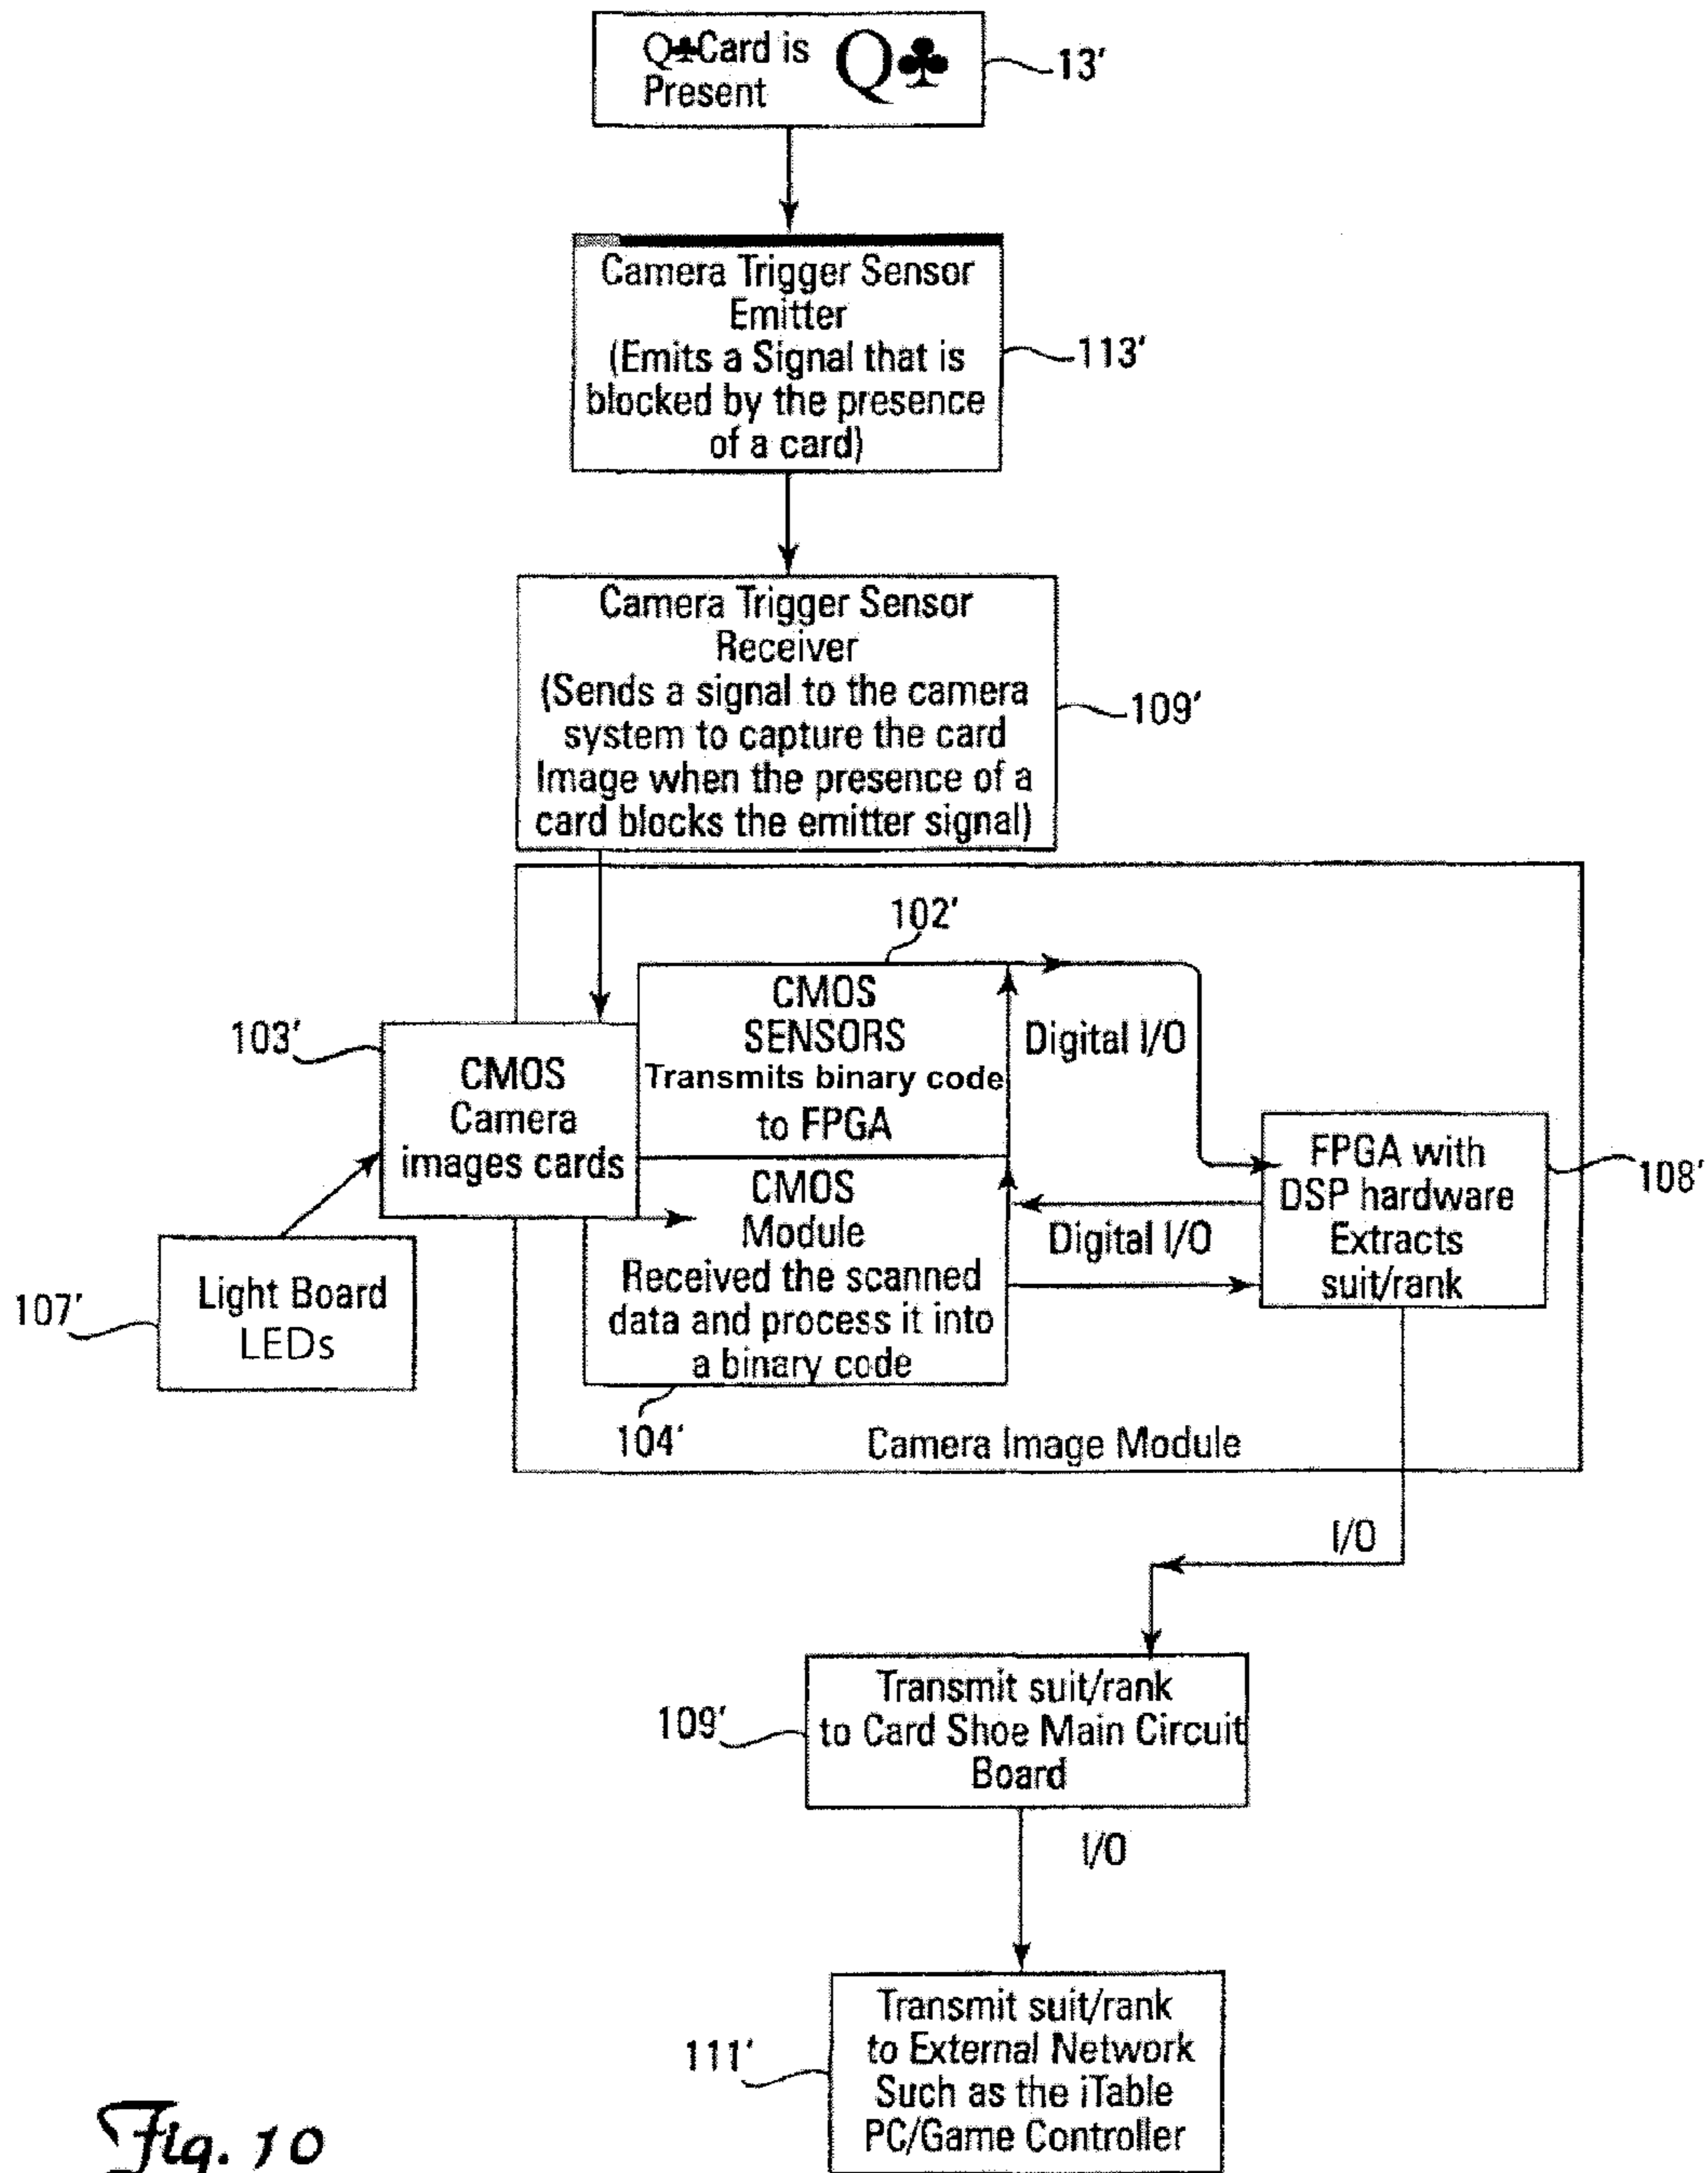 Q♣Card is
Present
Q♣
13'
Camera Trigger Sensor
Emitter
(Emits a Signal that is
blocked by the presence
of a card)
113'
Camera Trigger Sensor
Receiver
(Sends a signal to the camera
system to capture the card
Image when the presence of a
card blocks the emitter signal)
109'
102'
CMOS
SENSORS
Transmits binary code
to FPGA
Digital I/O
103'
CMOS
Camera
images cards
FPGA with
DSP hardware
Extracts
suit/rank
108'
CMOS
Module
Received the scanned
data and process it into
a binary code
Digital I/O
107'
Light Board
LEDs
104'
Camera Image Module
I/O
109'
Transmit suit/rank
to Card Shoe Main Circuit
Board
I/O
111'
Transmit suit/rank
to External Network
Such as the iTable
PC/Game Controller
Fig. 10